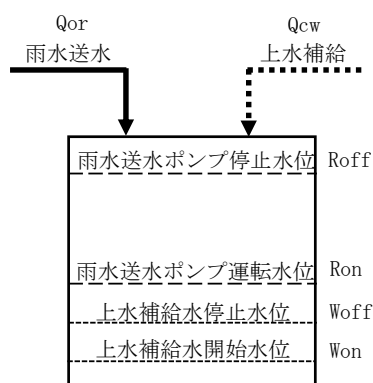 Qor
雨水送水
Qcw
上水補給
雨水送水ポンプ停止水位 Roff
雨水送水ポンプ運転水位 Ron
上水補給水停止水位 Woff
上水補給水開始水位 Won